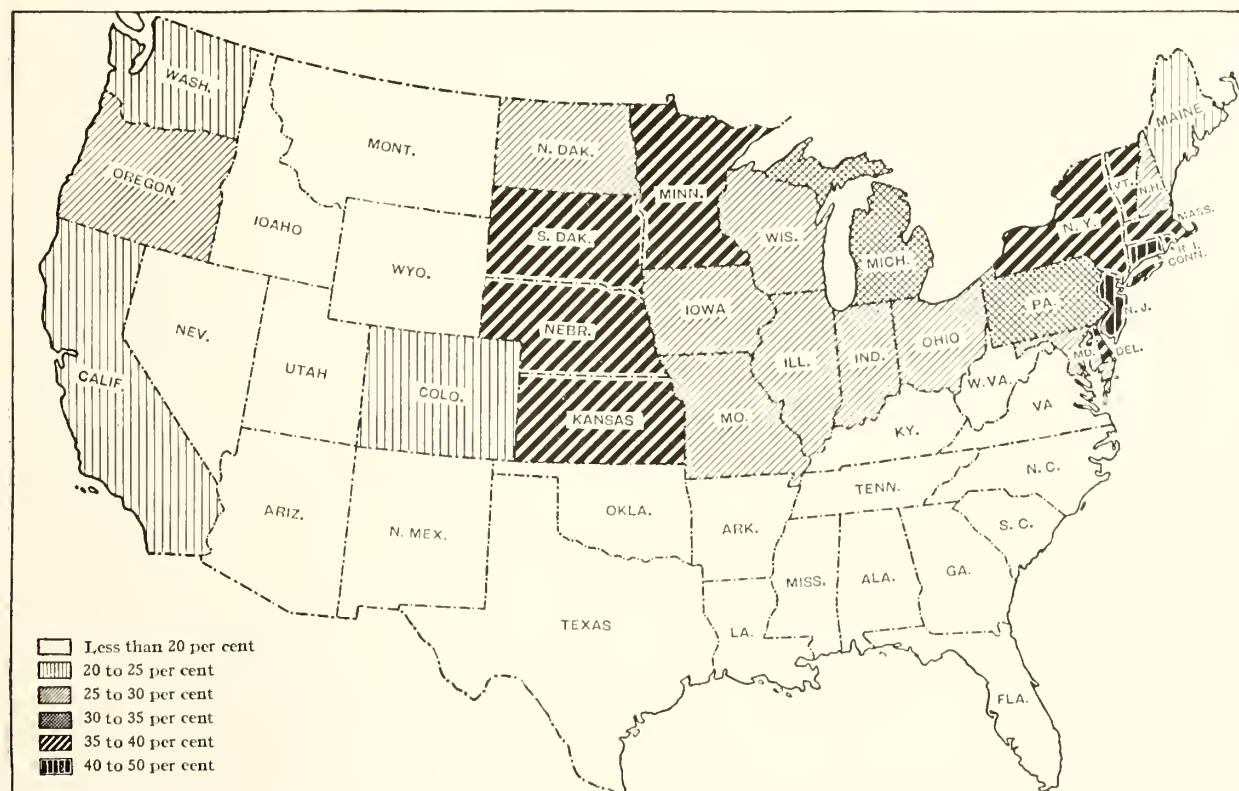 WASH.
OREGON
CALIF.
IOAHO
NEV.
MONT.
WYO.
UTAH
COLO.
ARIZ.
N. MEX.
N. DAK.
S. DAK.
NEBR.
KANSAS
OKLA.
TEXAS
MINN.
IOWA
MO.
ARK.
LA.
WIS.
ILL.
MICH.
IND.
OHIO
KY.
TENN.
MISS.
ALA.
GA.
FLA.
S. C.
N. C.
VA
W. VA.
MD.
DEL.
PA.
N. J.
N. Y.
CONN.
R. I.
MASS.
VT.
N.H.
MAINE
Less than 20 per cent
20 to 25 per cent
25 to 30 per cent
30 to 35 per cent
35 to 40 per cent
40 to 50 per cent